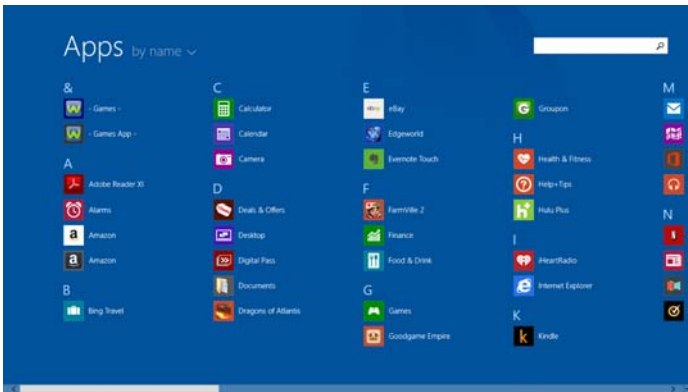 Apps by name
&
- Games -
- Games App -
A
Adobe Reader XI
Alarms
Amazon
Amazon
B
Bing Travel
C
Calculator
Calendar
Camera
D
Deals & Offers
Desktop
Digital Pass
Documents
Dragons of Atlantis
E
eBay
Edgeworld
Evernote Touch
F
FarmVille 2
Finance
Food & Drink
G
Games
Goodgame Empire
Groupon
H
Health & Fitness
Help+Tips
Hulu Plus
I
iHeartRadio
Internet Explorer
K
Kindle
M
N